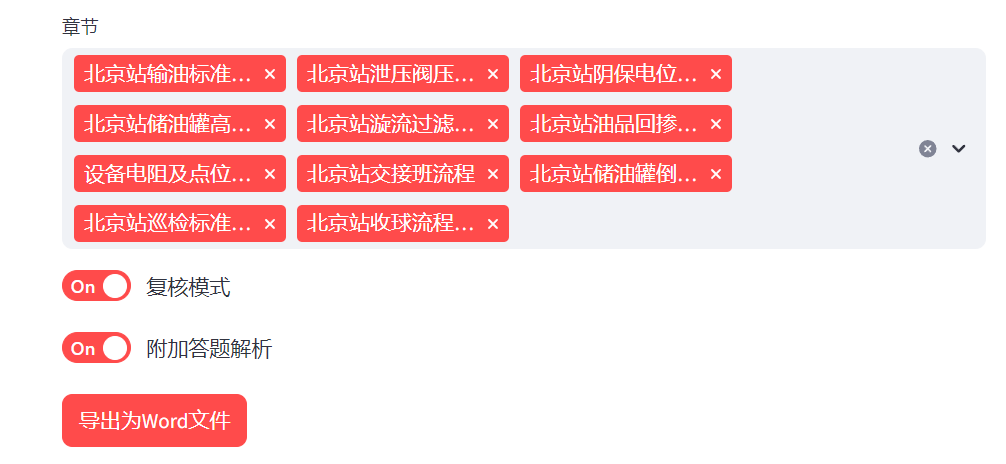 章节
北京站输油标准... 北京站泄压阀压... 北京站阴保电位...
北京站储油罐高... 北京站漩流过滤... 北京站油品回掺...
设备电阻及点位... 北京站交接班流程 北京站储油罐倒...
北京站巡检标准... 北京站收球流程...
On 复核模式
On 附加答题解析
导出为Word文件